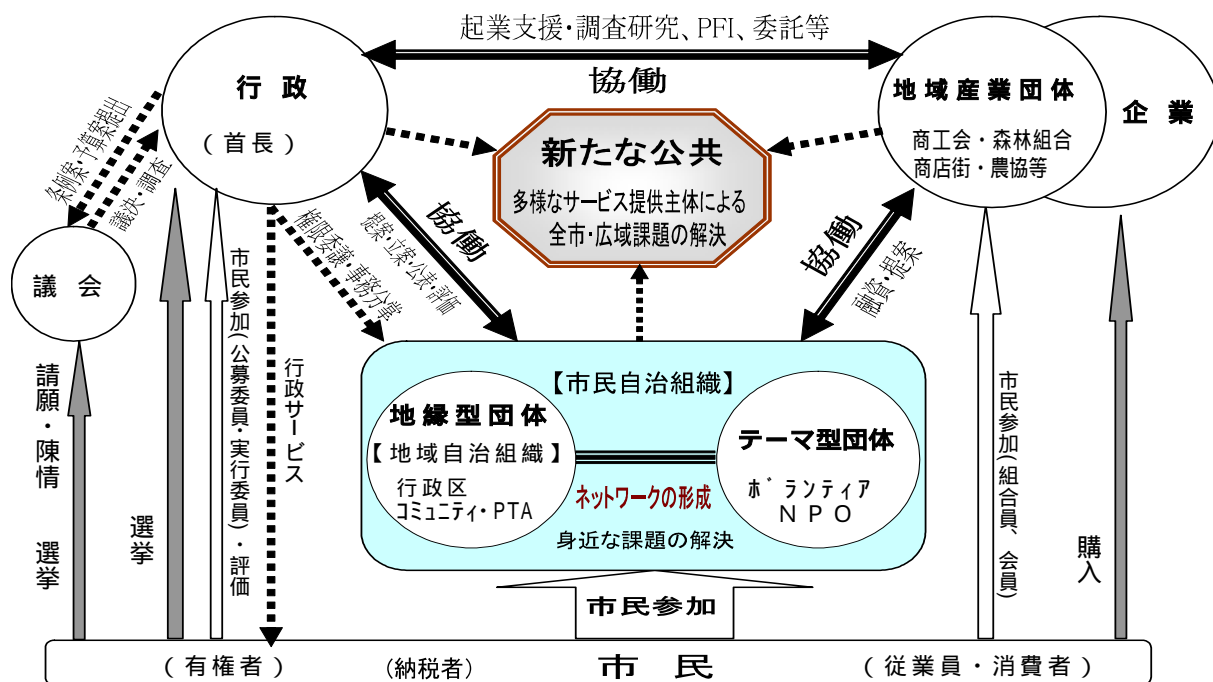 起業支援・調査研究、PFI、委託等
協働
行政
(首長)
地域産業団体
商工会・森林組合
商店街・農協等
企業
新たな公共
多様なサービス提供主体による
全市・広域課題の解決
条例案・予算案提出
議決・調査
議会
権限委譲・事務分掌
提案・立案・公表・評価
協働
協働
融資・提案
【市民自治組織】
地縁型団体
【地域自治組織】
行政区
コミュニティ・PTA
ネットワークの形成
身近な課題の解決
テーマ型団体
ボランティア
NPO
請願・陳情 選挙
選挙
市民参加(公募委員・実行委員)・評価
行政サービス
市民参加(組合員、会員)
購入
市民参加
(有権者)
(納税者)
市民
(従業員・消費者)